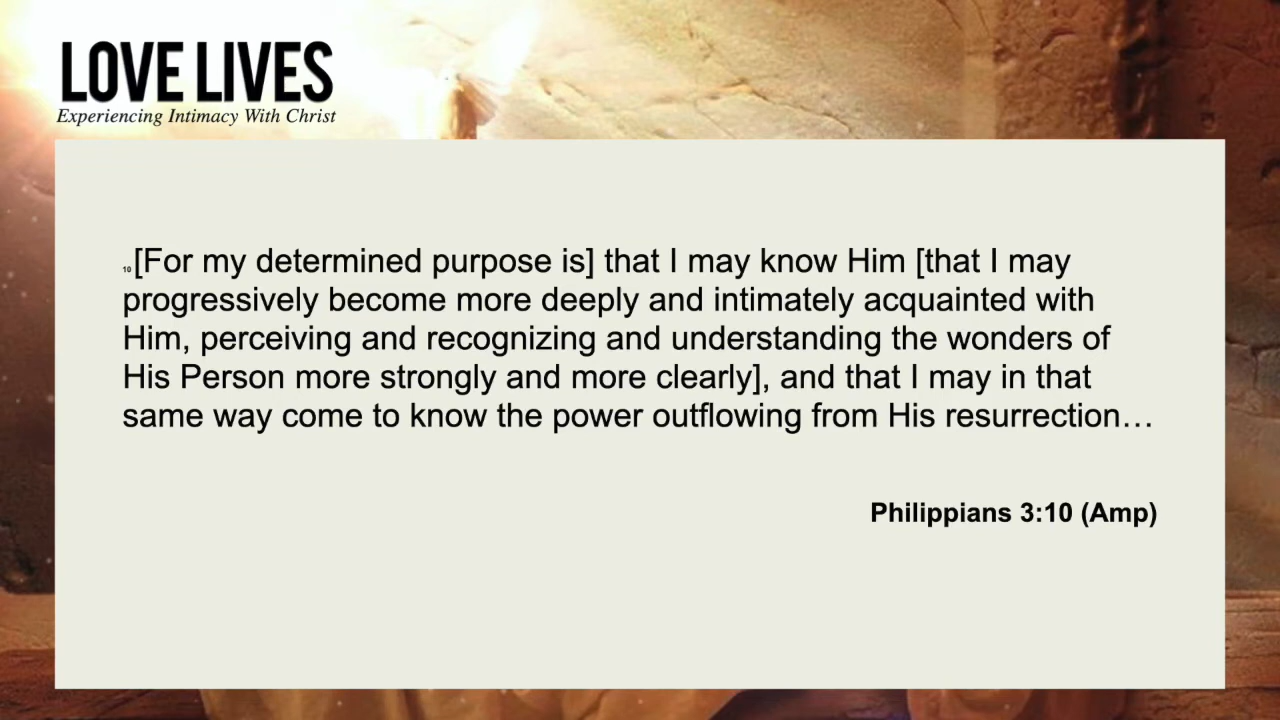 LOVE LIVES
Experiencing Intimacy With Christ
10 [For my determined purpose is] that I may know Him [that I may
progressively become more deeply and intimately acquainted with
Him, perceiving and recognizing and understanding the wonders of
His Person more strongly and more clearly], and that I may in that
same way come to know the power outflowing from His resurrection…
Philippians 3:10 (Amp)